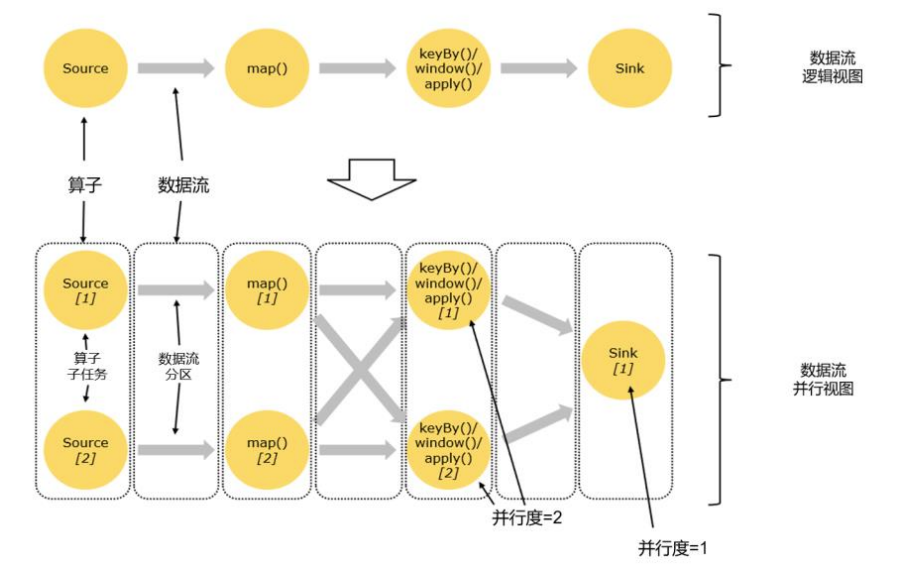 Source
map()
keyBy()/
window()/
apply()
Sink
数据流
逻辑视图
算子
数据流
Source
[1]
map()
[1]
keyBy()/
window()/
apply()
[1]
算子
子任务
数据流
分区
Sink
[1]
数据流
并行视图
Source
[2]
map()
[2]
keyBy()/
window()/
apply()
[2]
并行度=2
并行度=1